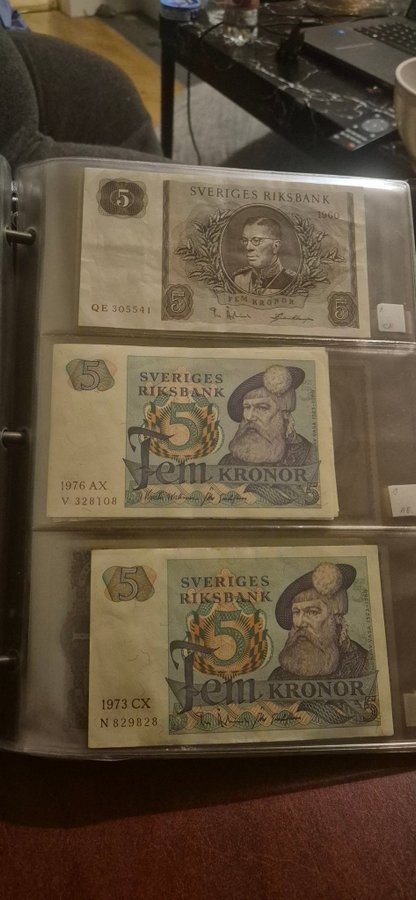 5
SVERIGES RIKSBANK
1960
FEM KRONOR
QE 305541
5
5
5
SVERIGES
RIKSBANK
5
Fem KRONOR
1976 AX
V 328108
5
5
SVERIGES
RIKSBANK
5
Fem KRONOR
1973 CX
N 829828
5